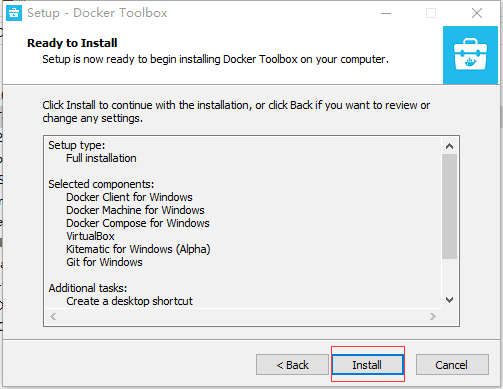 Setup - Docker Toolbox
Ready to Install
Setup is now ready to begin installing Docker Toolbox on your computer.
Click Install to continue with the installation, or click Back if you want to review or
change any settings.
Setup type:
Full installation
Selected components:
Docker Client for Windows
Docker Machine for Windows
Docker Compose for Windows
VirtualBox
Kitematic for Windows (Alpha)
Git for Windows
Additional tasks:
Create a desktop shortcut
< Back
Install
Cancel